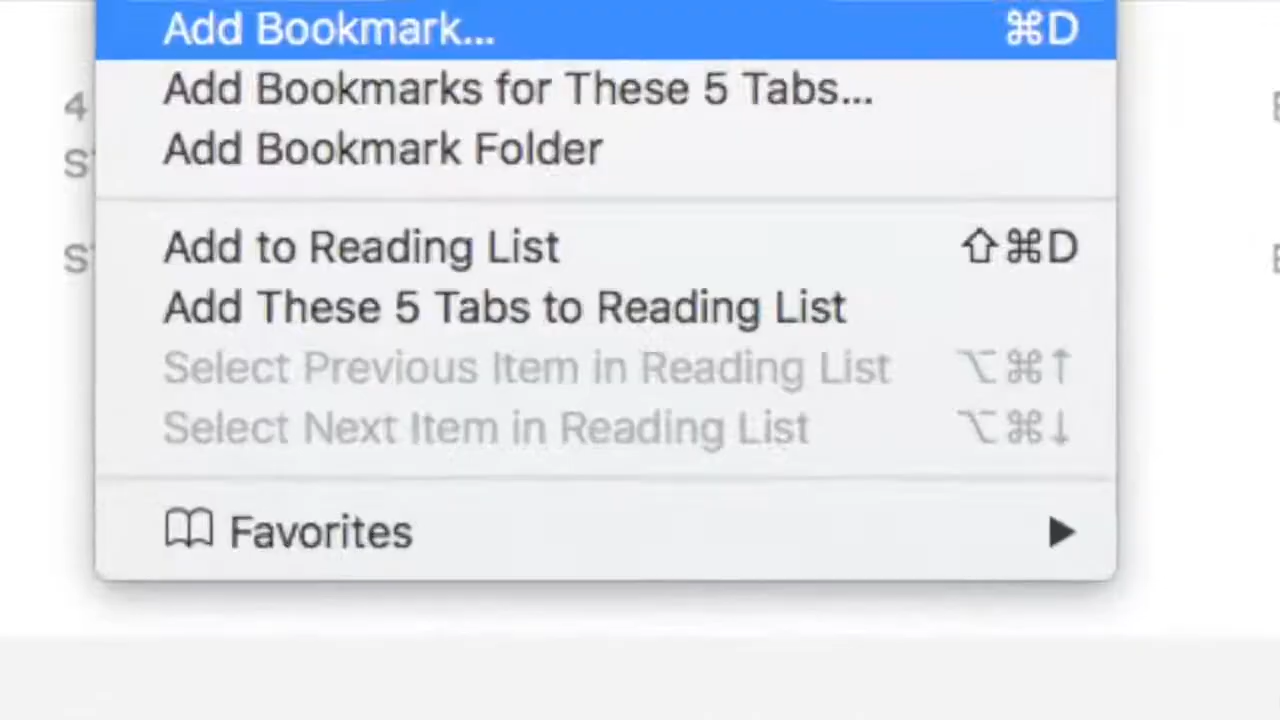 Add Bookmark... ⌘D
Add Bookmarks for These 5 Tabs...
Add Bookmark Folder
Add to Reading List ⇧⌘D
Add These 5 Tabs to Reading List
Select Previous Item in Reading List ⌥⌘↑
Select Next Item in Reading List ⌥⌘↓
Favorites ▶